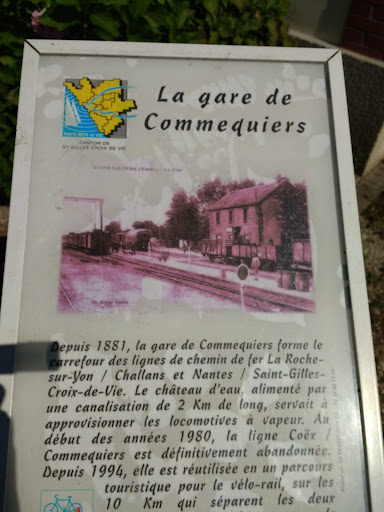 La gare de
Commequiers
CANTON DE
ST GILLES CROIX DE VIE
Depuis 1881, la gare de Commequiers forme le
carrefour des lignes de chemin de fer La Roche-
sur-Yon / Challans et Nantes / Saint-Gilles-
Croix-de-Vie. Le château d'eau, alimenté par
une canalisation de 2 Km de long, servait à
approvisionner les locomotives à vapeur. Au
début des années 1980, la ligne Coëx /
Commequiers est définitivement abandonnée.
Depuis 1994, elle est réutilisée en un parcours
touristique pour le vélo-rail, sur les
10 Km qui séparent les deux